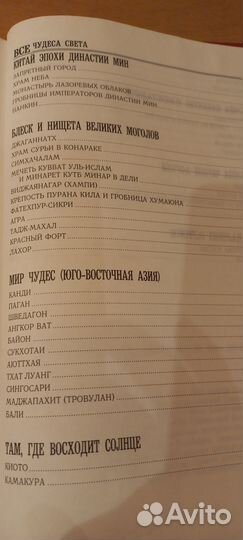 ВСЕ ЧУДЕСА СВЕТА
КИТАЙ ЭПОХИ ДИНАСТИИ МИН
ЗАПРЕТНЫЙ ГОРОД
ХРАМ НЕБА
МОНАСТЫРЬ ЛАЗОРЕВЫХ ОБЛАКОВ
ГРОБНИЦЫ ИМПЕРАТОРОВ ДИНАСТИИ МИН
НАНКИН
БЛЕСК И НИЩЕТА ВЕЛИКИХ МОГОЛОВ
ДЖАГАННАТХ
ХРАМ СУРЬИ В КОНАРАКЕ
СИМХАЧАЛАМ
МЕЧЕТЬ КУВВАТ УЛЬ-ИСЛАМ
И МИНАРЕТ КУТБ МИНАР В ДЕЛИ
ВИДЖАЯНАГАР (ХАМПИ)
КРЕПОСТЬ ПУРАНА КИЛА И ГРОБНИЦА ХУМАЮНА
ФАТЕХПУР-СИКРИ
АГРА
ТАДЖ-МАХАЛ
КРАСНЫЙ ФОРТ
ЛАХОР
МИР ЧУДЕС (ЮГО-ВОСТОЧНАЯ АЗИЯ)
КАНДИ
ПАГАН
ШВЕДАГОН
АНГКОР ВАТ
БАЙОН
СУКХОТАИ
АЮТТХАЯ
ТХАТ ЛУАНГ
СИНГОСАРИ
МАДЖАПАХИТ (ТРОВУЛАН)
БАЛИ
ТАМ, ГДЕ ВОСХОДИТ СОЛНЦЕ
КИОТО
КАМАКУРА
Avito